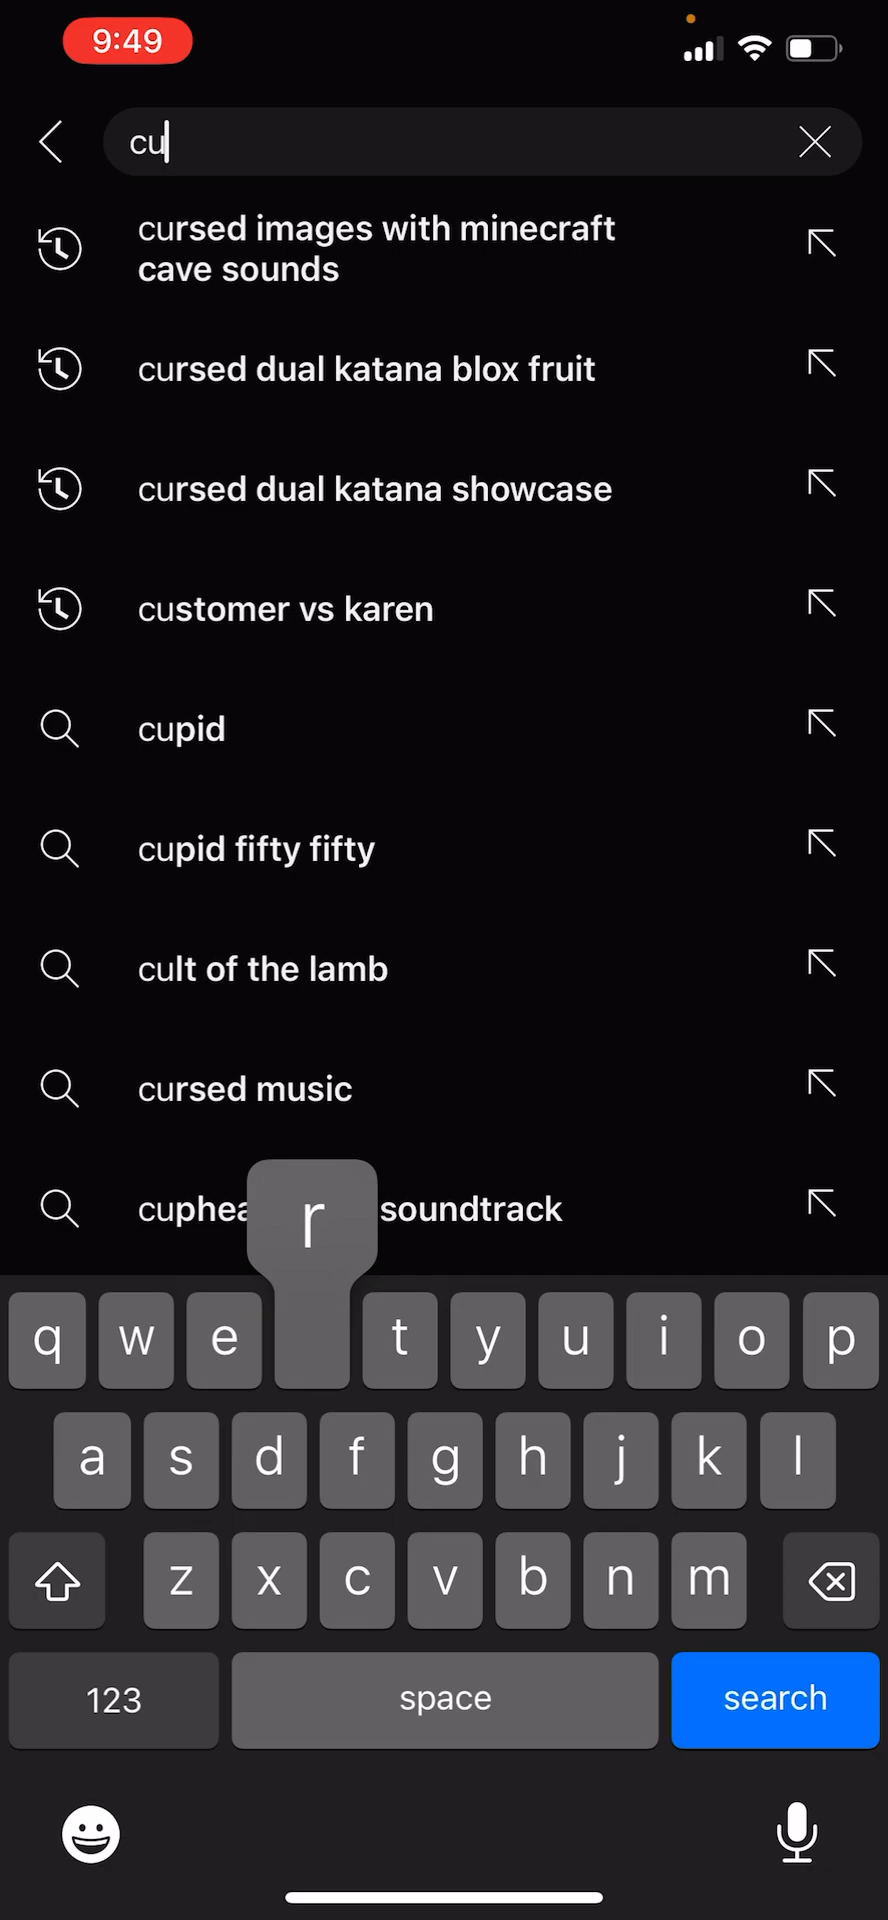 9:49
cu
cursed images with minecraft
cave sounds
cursed dual katana blox fruit
cursed dual katana showcase
customer vs karen
cupid
cupid fifty fifty
cult of the lamb
cursed music
cuphea soundtrack
r
q w e t y u i o p
a s d f g h j k l
z x c v b n m
123 space search